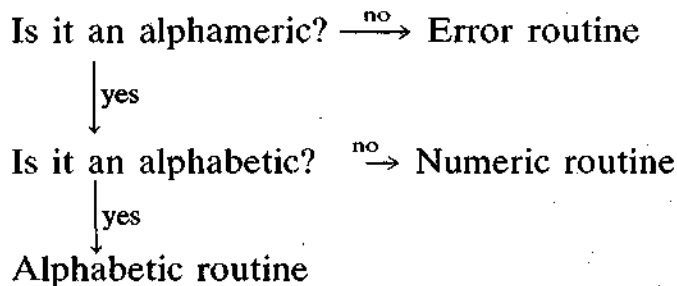 Is it an alphameric? no Error routine
yes
Is it an alphabetic? no Numeric routine
yes
Alphabetic routine